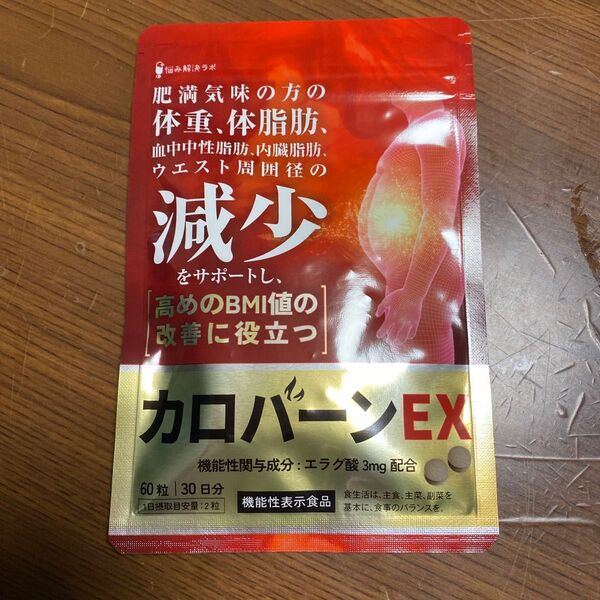 悩み解決ラボ
肥満気味の方の
体重、体脂肪、
血中中性脂肪、内臓脂肪、
ウエスト周囲径の
減少
をサポートし、
高めのBMI値の
改善に役立つ
カロバーンEX
機能性関与成分:エラグ酸 3mg 配合
60粒 30日分
1日摂取目安量:2粒
機能性表示食品
食生活は、主食、主菜、副菜を
基本に、食事のバランスを。